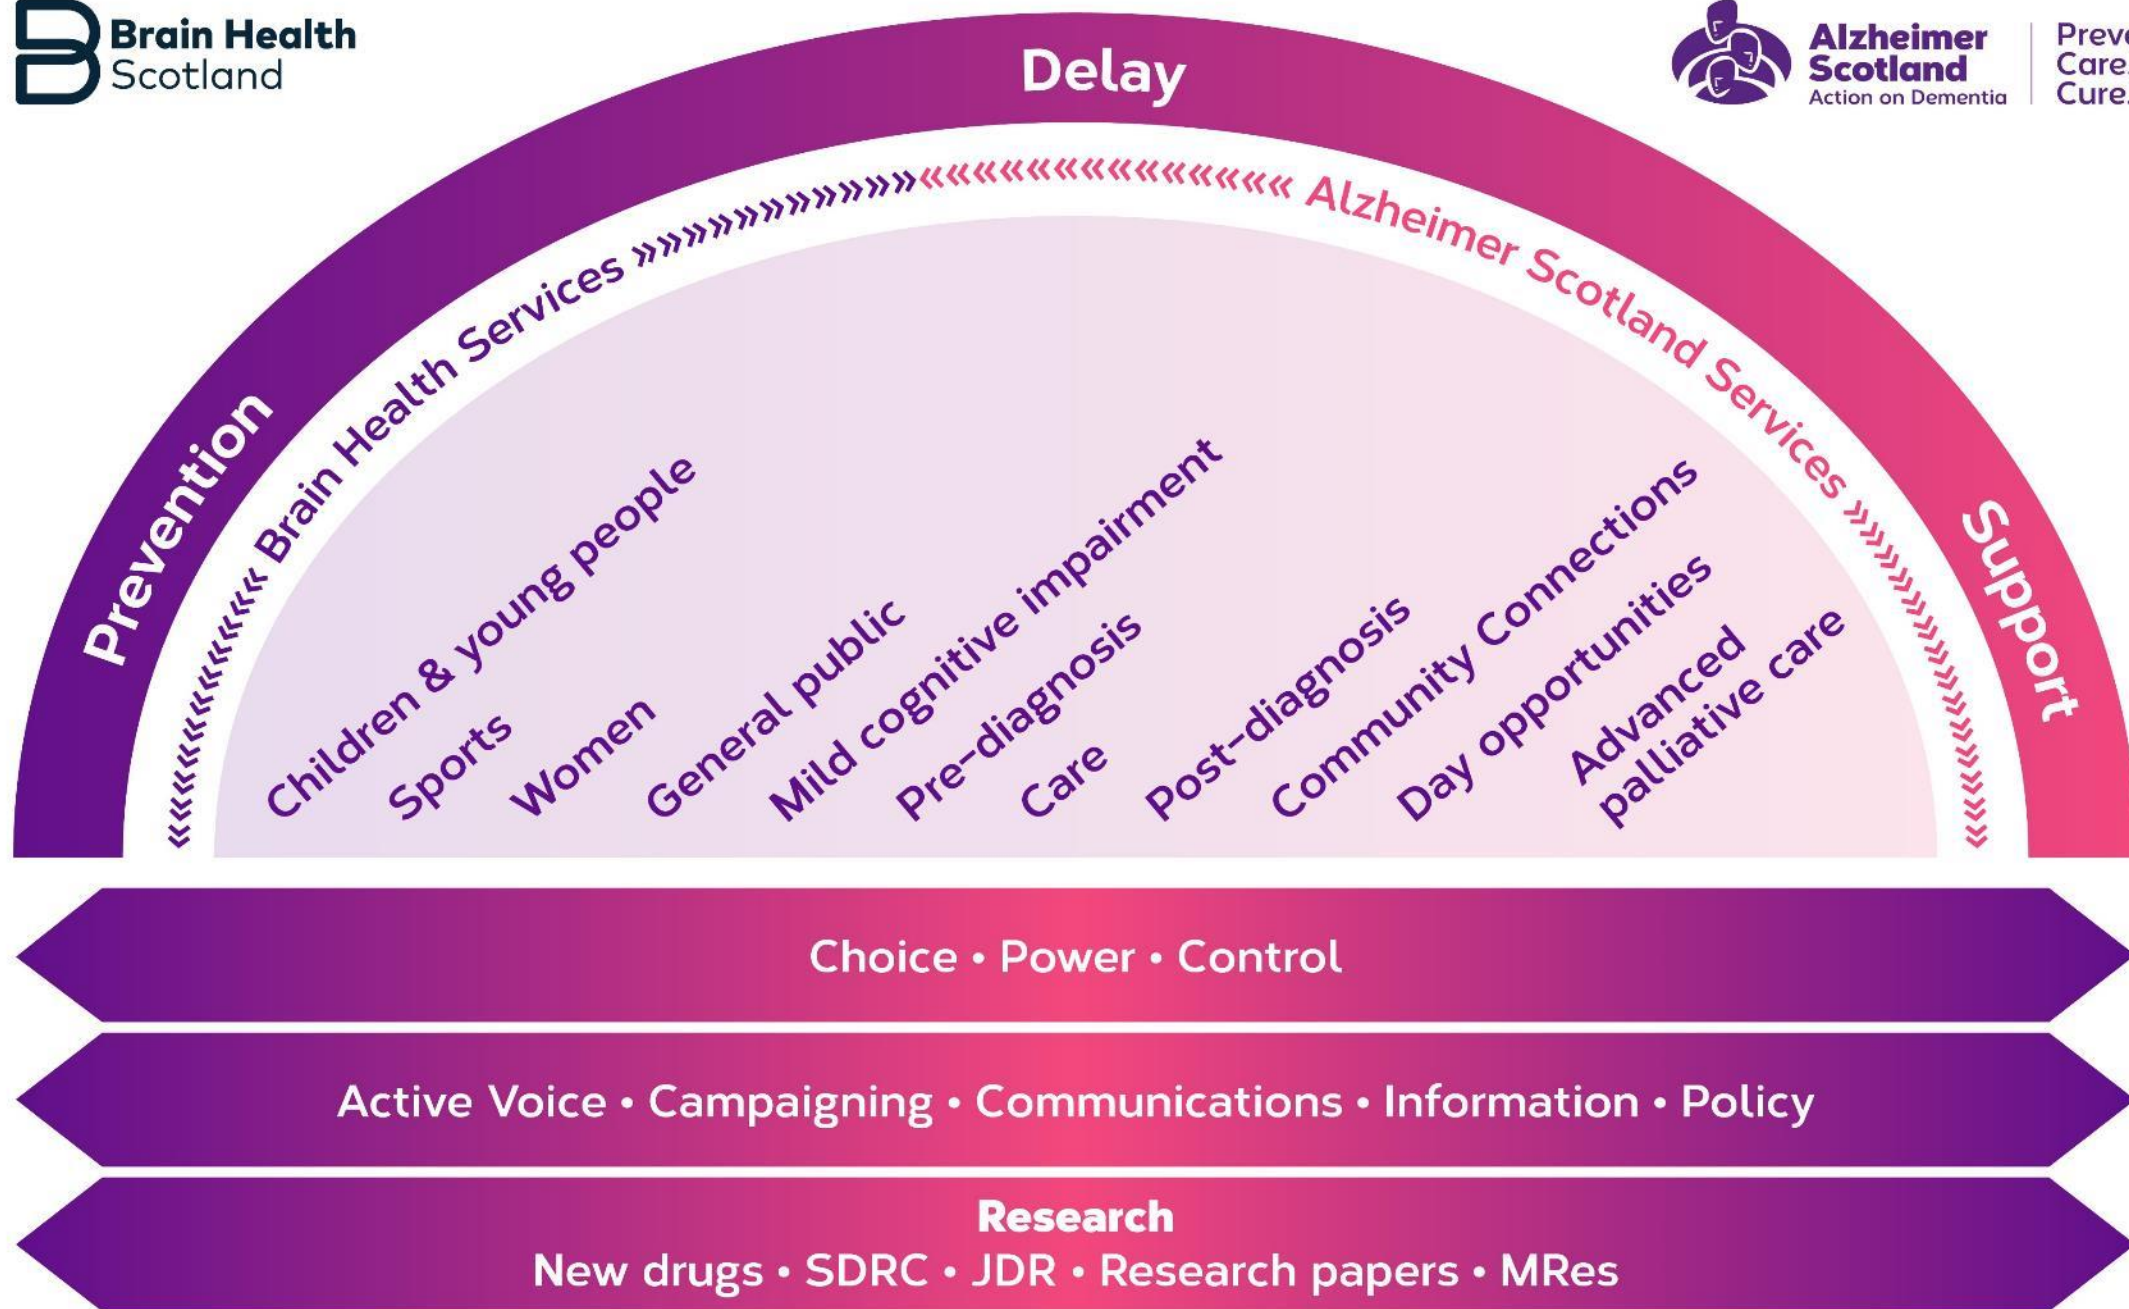 Brain Health
Scotland
Alzheimer
Scotland
Action on Dementia
Care.
Cure.
Delay
Prevention
Support
Brain Health Services
Alzheimer Scotland Services
Children & young people
Sports
Women
General public
Mild cognitive impairment
Pre-diagnosis
Care
Post-diagnosis
Community Connections
Day opportunities
Advanced
palliative care
Choice • Power • Control
Active Voice • Campaigning • Communications • Information • Policy
Research
New drugs • SDRC • JDR • Research papers • MRes